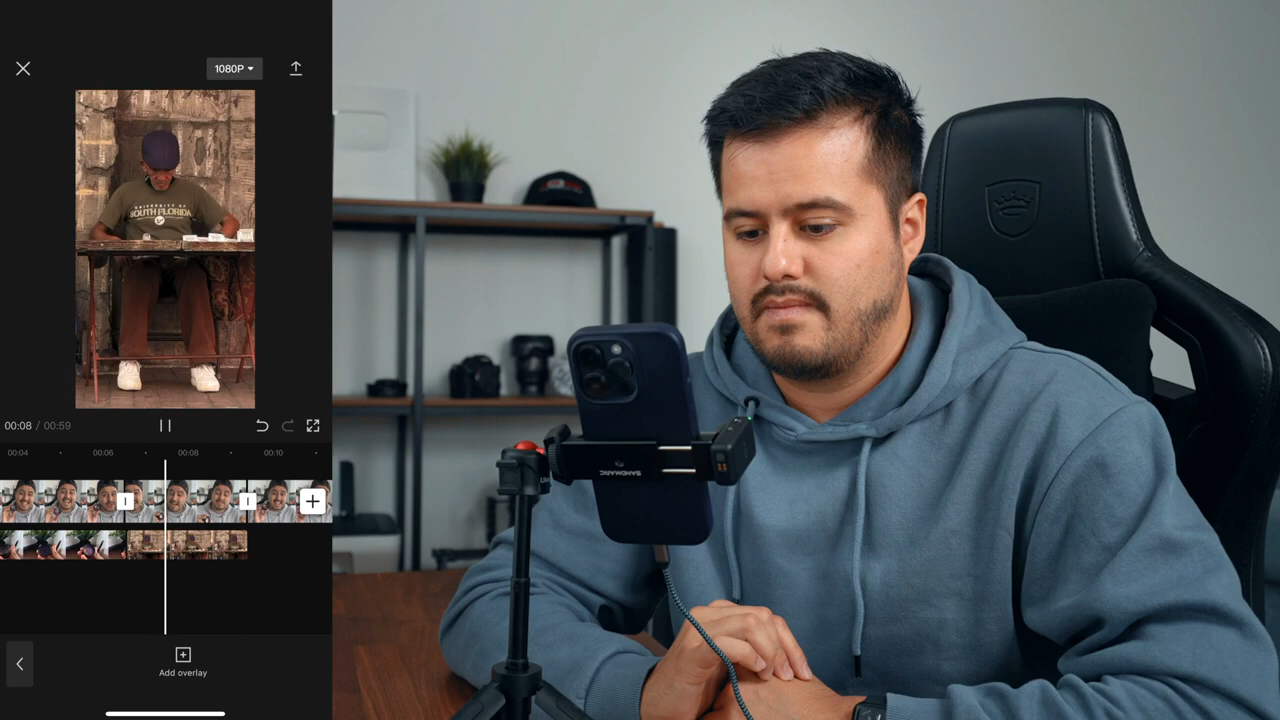 1080P
UNIVERSITY OF
SOUTH FLORIDA
00:08 / 00:59
00:04
00:06
00:08
00:10
Add overlay
SANDMARC